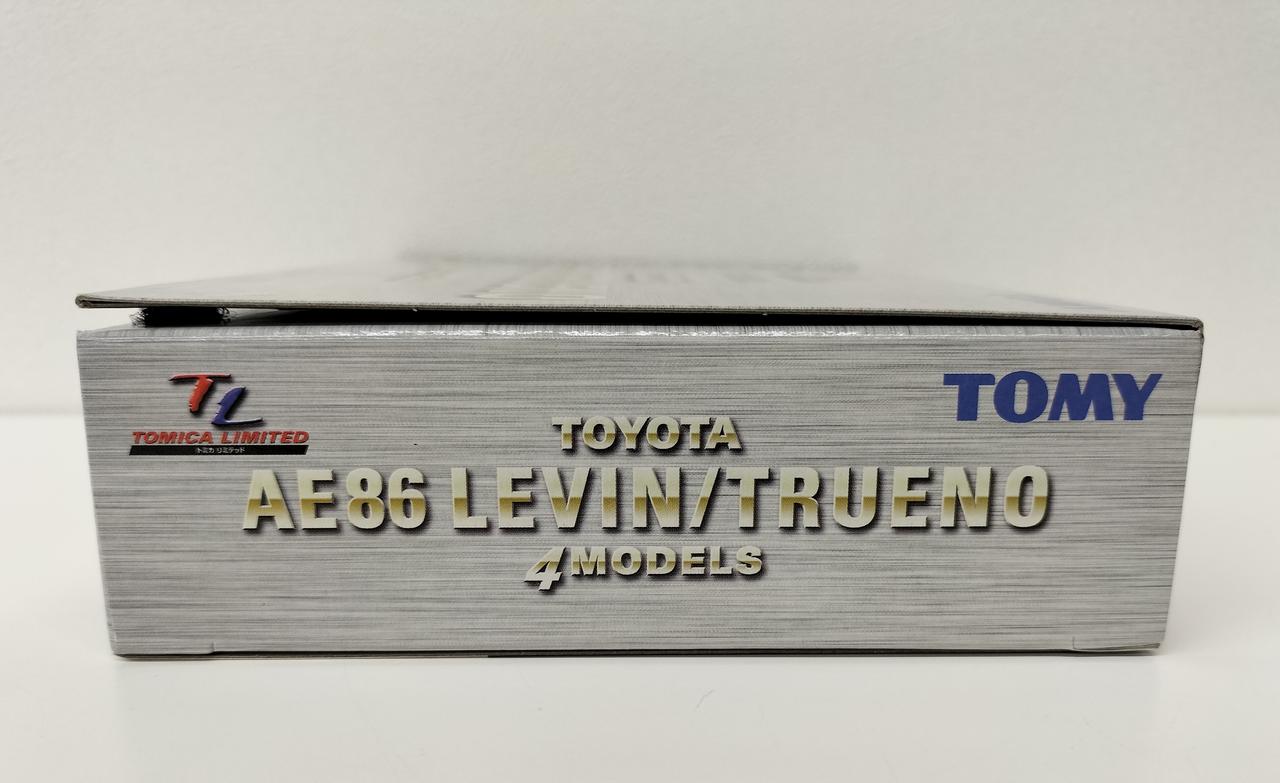 TL
TOMICA LIMITED
トミカ リミテッド
TOMY
TOYOTA
AE86 LEVIN/TRUENO
4MODELS